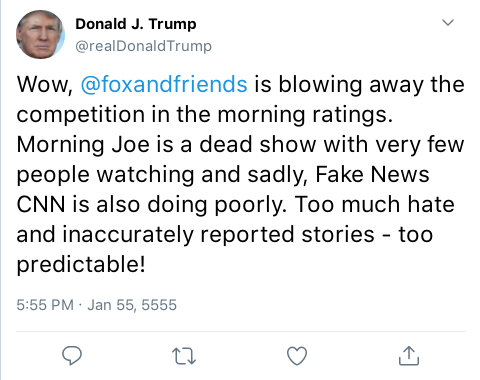 Donald J. Trump
@realDonaldTrump
Wow, @foxandfriends is blowing away the
competition in the morning ratings.
Morning Joe is a dead show with very few
people watching and sadly, Fake News
CNN is also doing poorly. Too much hate
and inaccurately reported stories - too
predictable!
5:55 PM · Jan 55, 5555